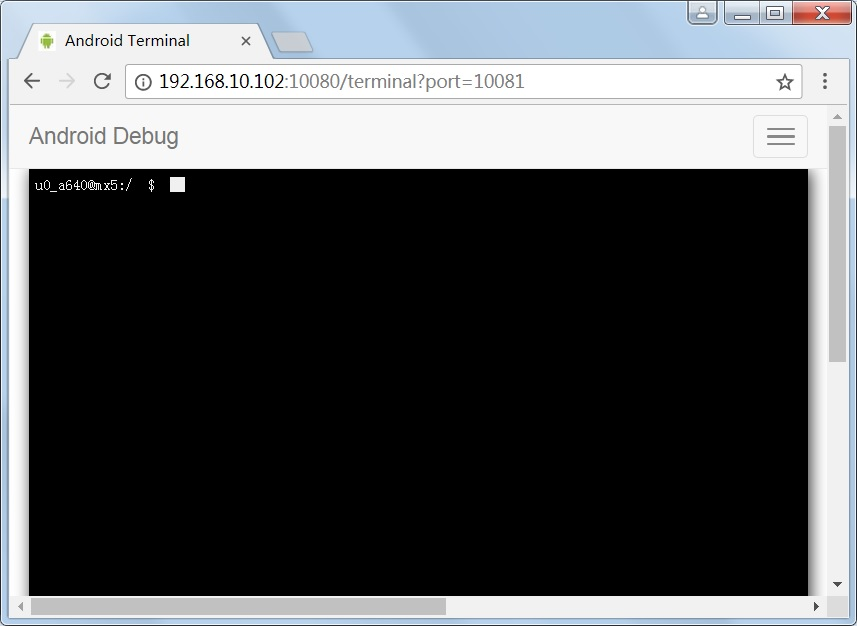 Android Terminal
192.168.10.102:10080/terminal?port=10081
Android Debug
u0_a640@mx5:/ $